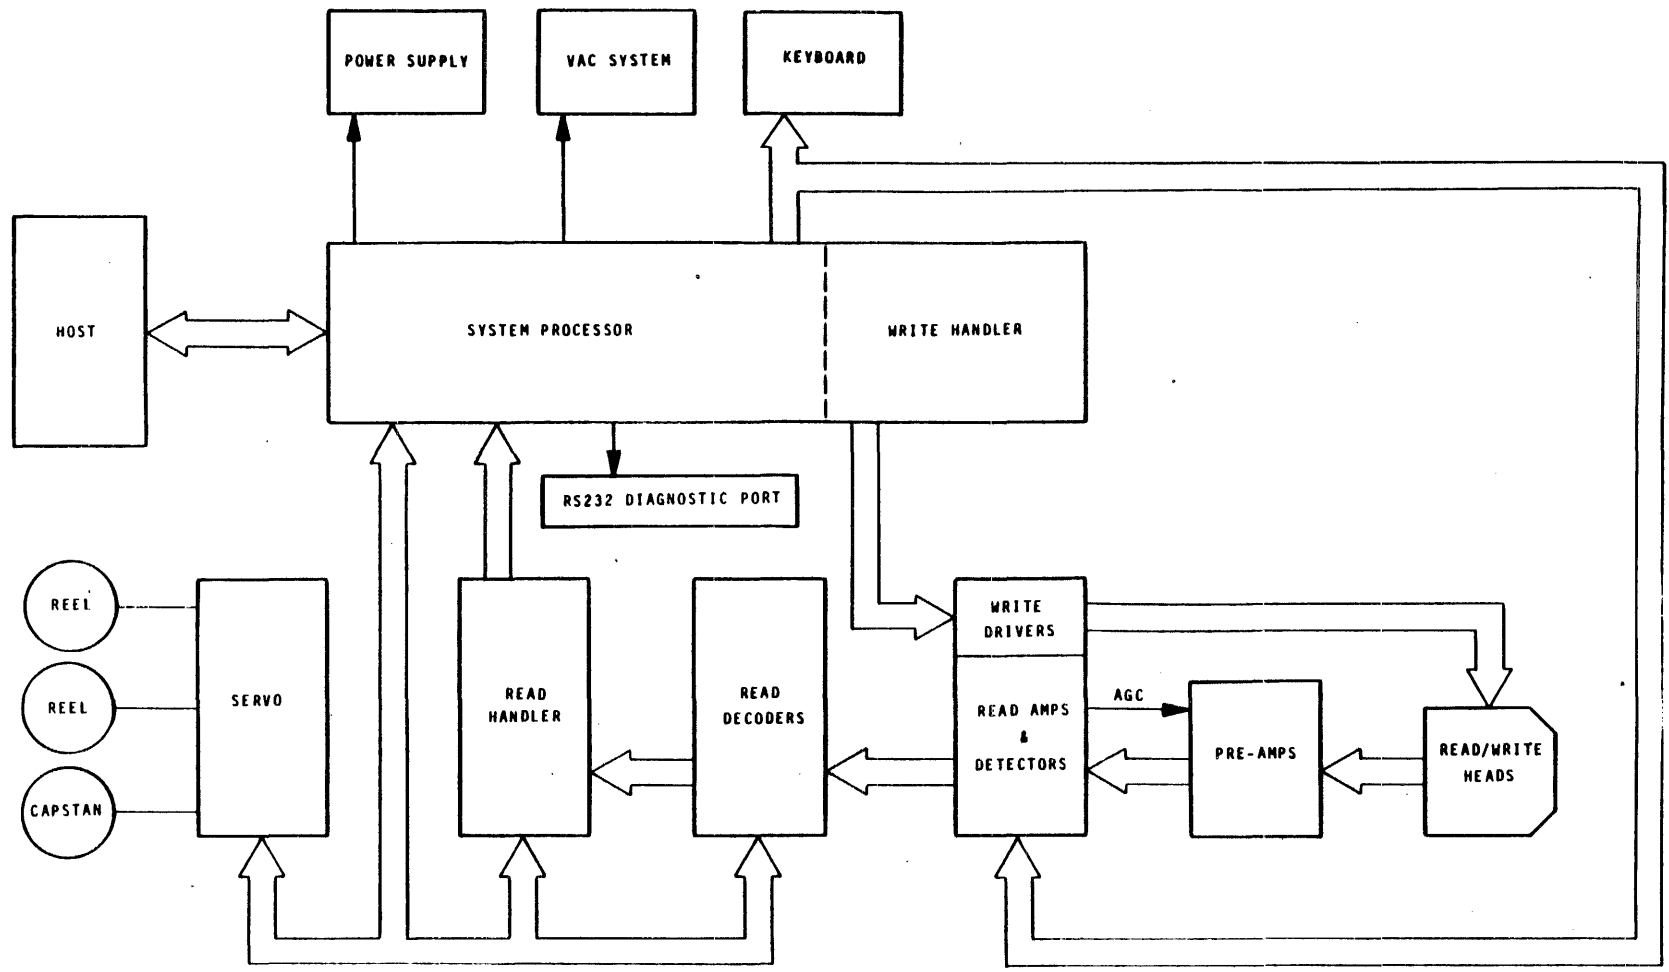 POWER SUPPLY
VAC SYSTEM
KEYBOARD
HOST
SYSTEM PROCESSOR
WRITE HANDLER
RS232 DIAGNOSTIC PORT
REEL
REEL
CAPSTAN
SERVO
READ
HANDLER
READ
DECODERS
WRITE
DRIVERS
READ AMPS
&
DETECTORS
AGC
PRE-AMPS
READ/WRITE
HEADS